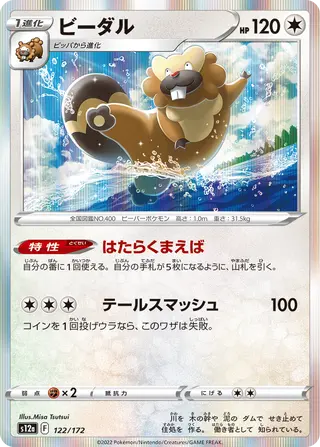 1進化 ビーダル HP 120
ビッパから進化
全国図鑑NO.400 ビーバーポケモン 高さ:1.0m 重さ:31.5kg
特性 はたらくまえば
自分の番に1回使える。自分の手札が5枚になるように、山札を引く。
テールスマッシュ 100
コインを1回投げウラなら、このワザは失敗。
弱点 ×2 抵抗力 にげる
Illus.Misa Tsutsui
s12a F 122/172
川を 木の幹や 泥の ダムで せき止めて
住処を 作る。働き者として 知られている。
©2022 Pokémon/Nintendo/Creatures/GAME FREAK.